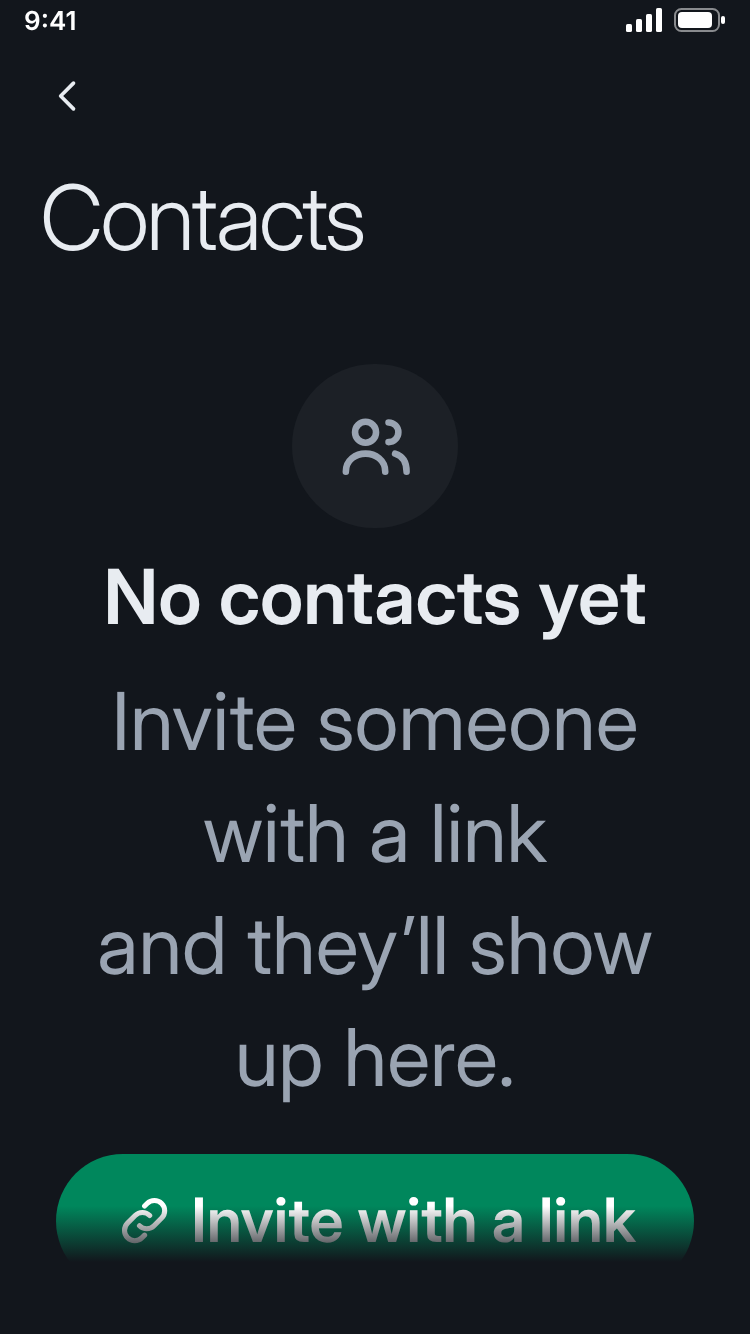 9:41
Contacts
No contacts yet
Invite someone
with a link
and they’ll show
up here.
Invite with a link